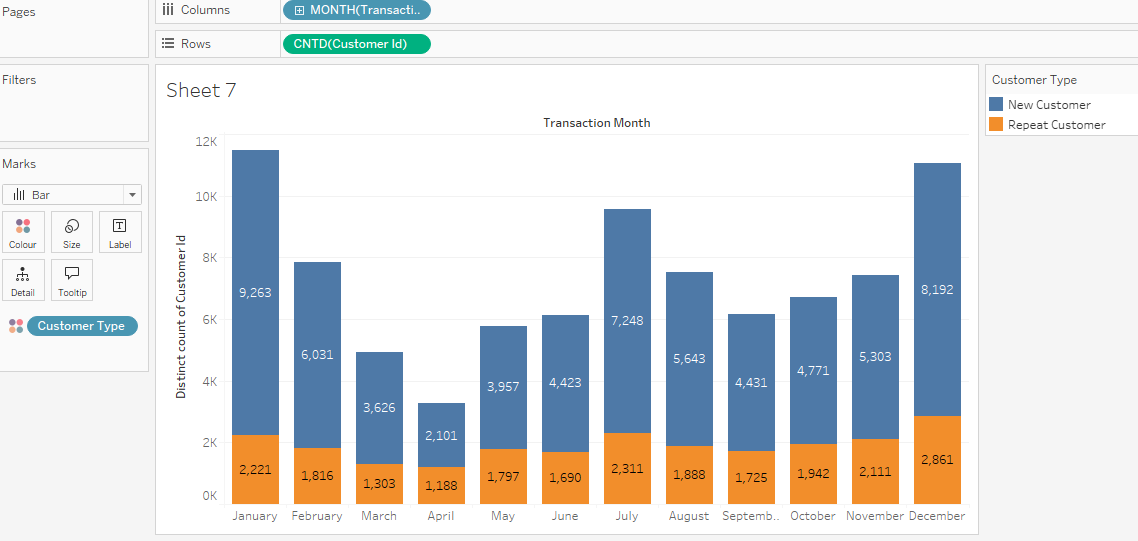 Pages
Columns
MONTH(Transacti..
Rows
CNTD(Customer Id)
Filters
Marks
Bar
Colour
Size
Label
Detail
Tooltip
Customer Type
Sheet 7
Transaction Month
Distinct count of Customer Id
12K
10K
8K
6K
4K
2K
0K
9,263
6,031
3,626
2,101
3,957
4,423
7,248
5,643
4,431
4,771
5,303
8,192
2,221
1,816
1,303
1,188
1,797
1,690
2,311
1,888
1,725
1,942
2,111
2,861
January
February
March
April
May
June
July
August
Septemb..
October
November
December
Customer Type
New Customer
Repeat Customer